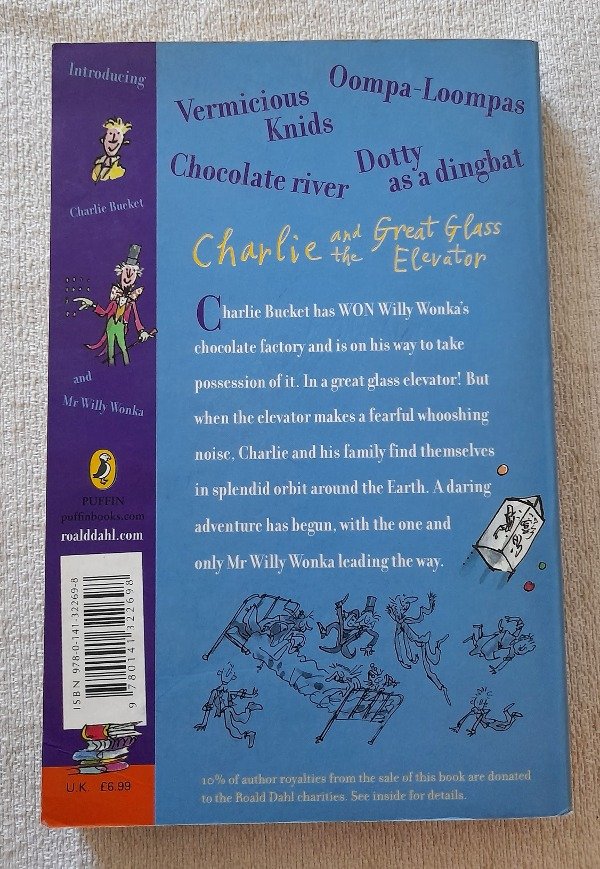 Introducing
Charlie Bucket
and
Mr Willy Wonka
PUFFIN
puffinbooks.com
roalddahl.com
ISBN 978-0-141-32269-8
9 780141 322698
U.K. £6.99
Vermicious
Knids
Oompa-Loompas
Chocolate river
Dotty
as a dingbat
Charlie and the Great Glass
Elevator
Charlie Bucket has WON Willy Wonka's
chocolate factory and is on his way to take
possession of it. In a great glass elevator! But
when the elevator makes a fearful whooshing
noise, Charlie and his family find themselves
in splendid orbit around the Earth. A daring
adventure has begun, with the one and
only Mr Willy Wonka leading the way.
10% of author royalties from the sale of this book are donated
to the Roald Dahl charities. See inside for details.